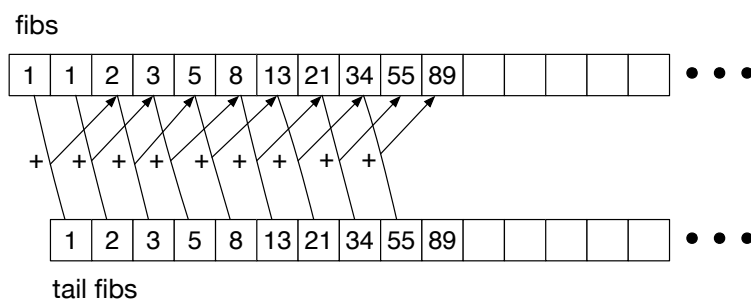 fibs
1 1 2 3 5 8 13 21 34 55 89
+ + + + + + + + +
1 2 3 5 8 13 21 34 55 89
tail fibs